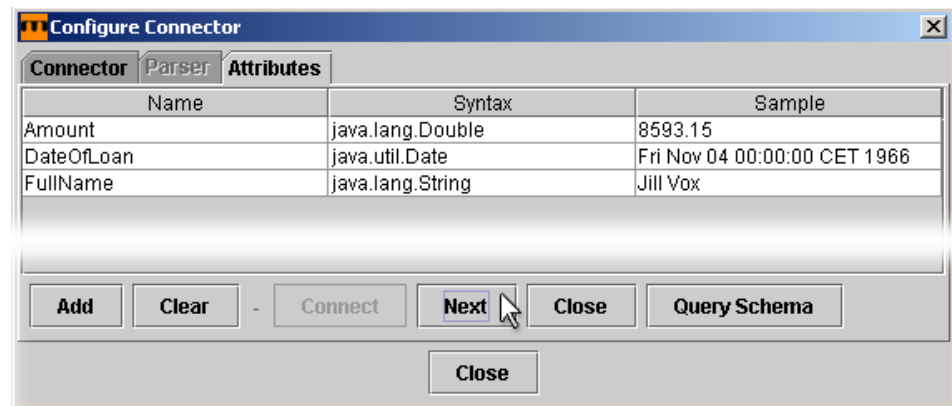 Configure Connector
Connector Parser Attributes
Name Syntax Sample
Amount java.lang.Double 8593.15
DateOfLoan java.util.Date Fri Nov 04 00:00:00 CET 1966
FullName java.lang.String Jill Vox
Add Clear - Connect Next Close Query Schema
Close